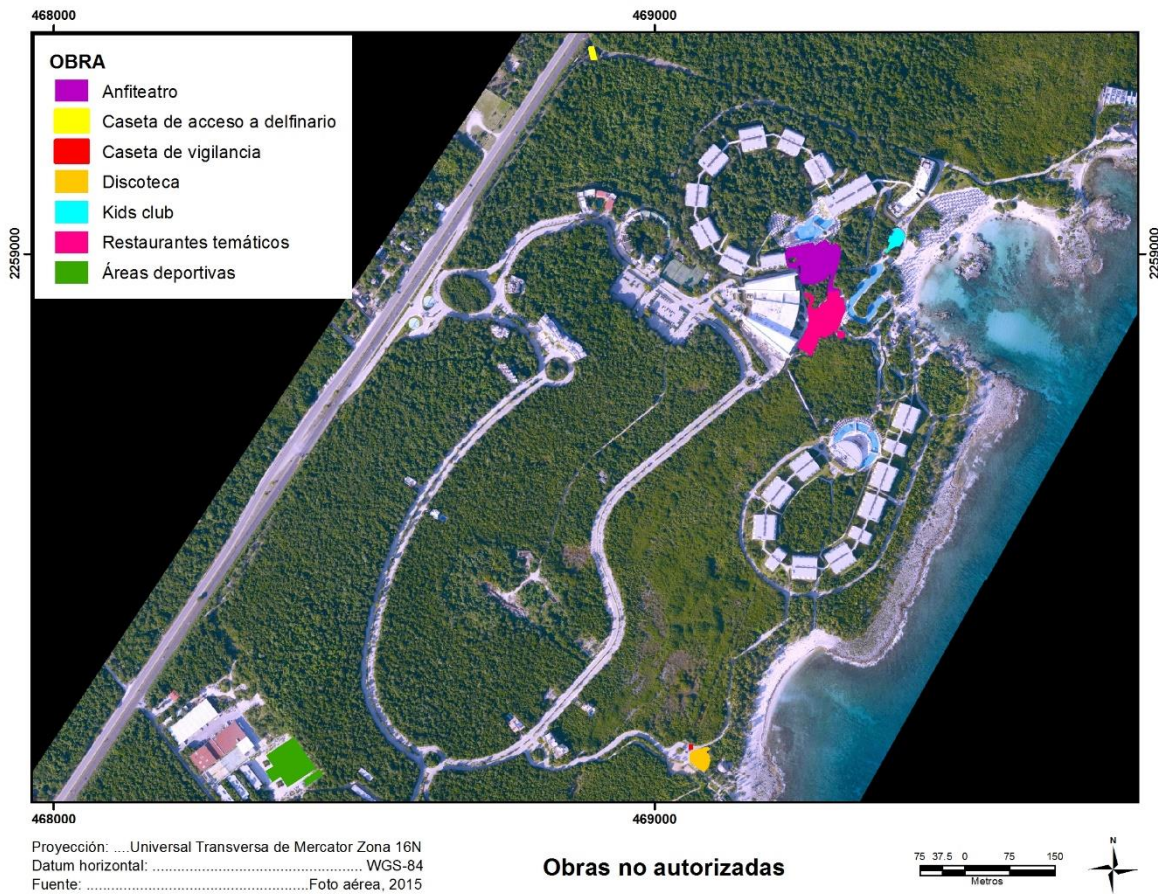 468000
469000
OBRA
Anfiteatro
Caseta de acceso a delfinario
Caseta de vigilancia
Discoteca
Kids club
Restaurantes temáticos
Áreas deportivas
2259000
2259000
468000
469000
Proyección: ....Universal Transversa de Mercator Zona 16N
Datum horizontal: ............................................. WGS-84
Fuente: ................................................Foto aérea, 2015
Obras no autorizadas
75 37.5 0 75 150
Metros
N